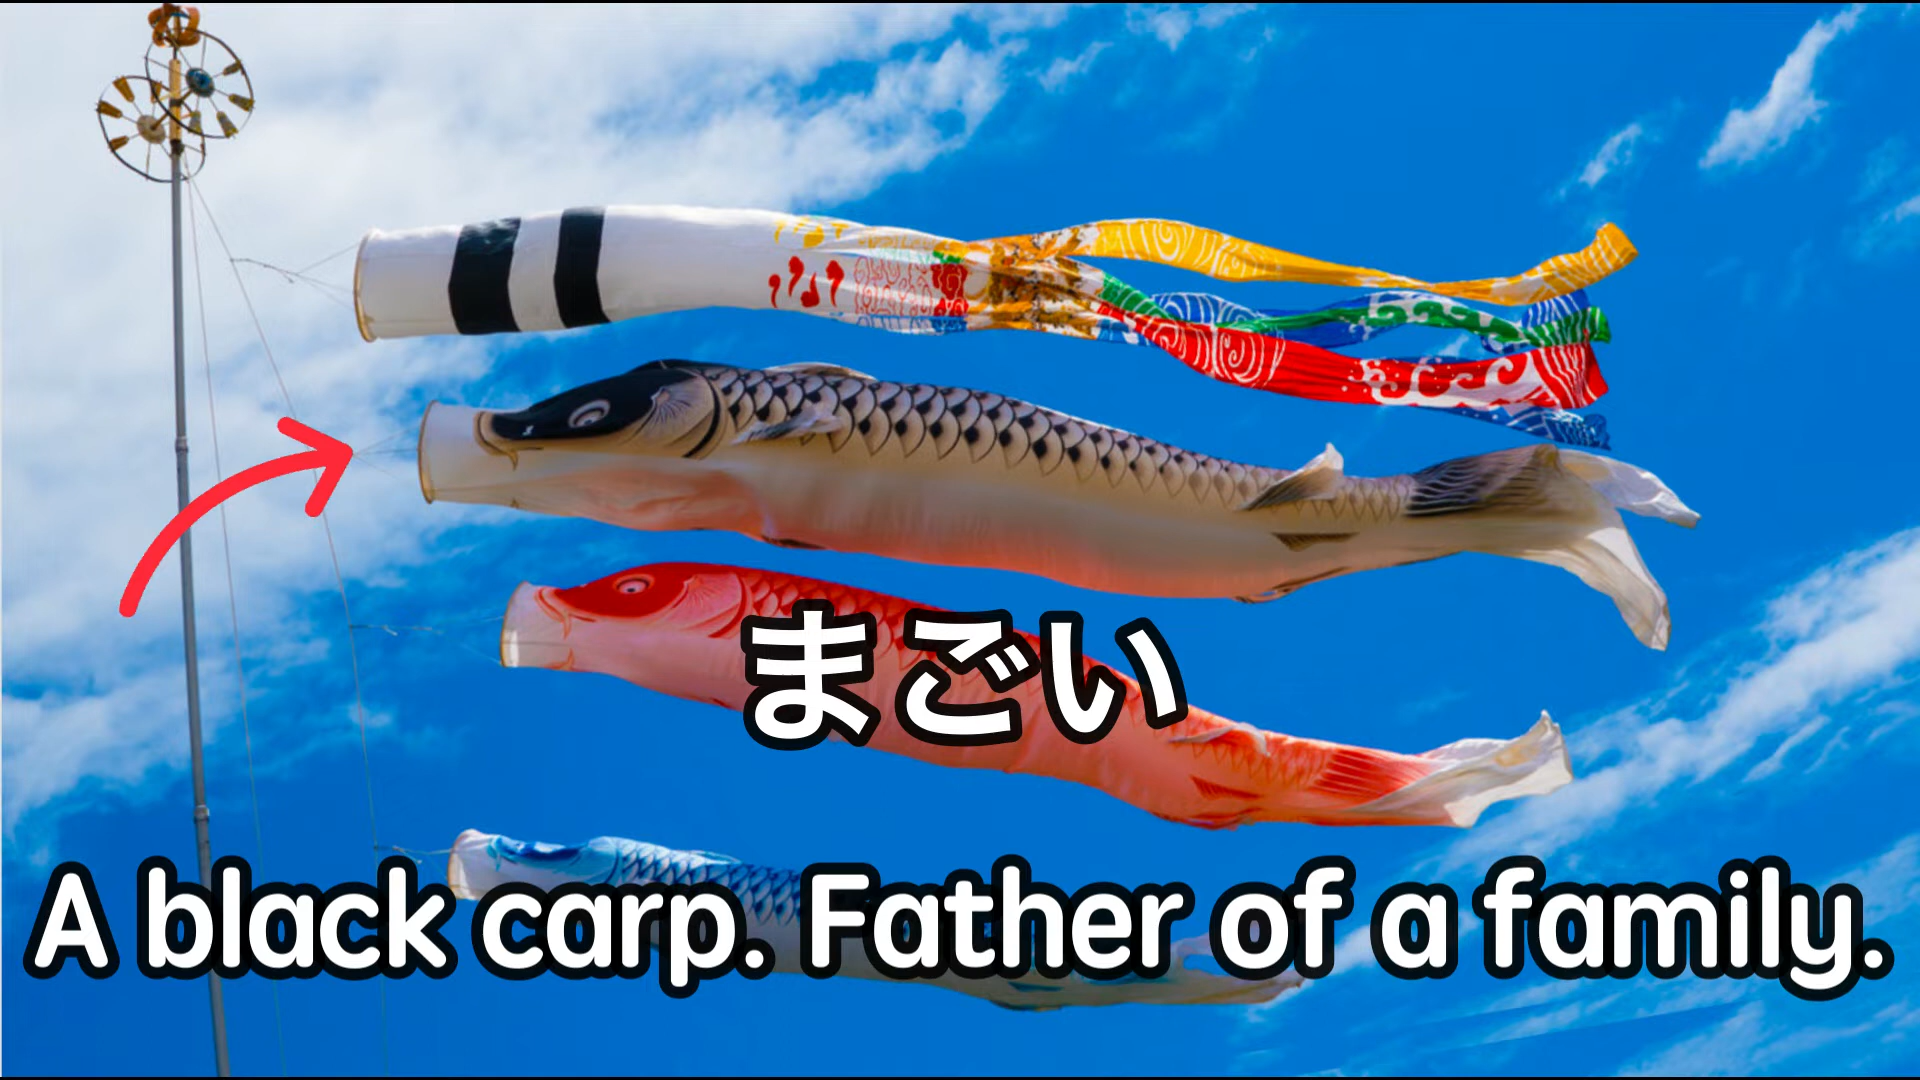 まごい
A black carp. Father of a family.